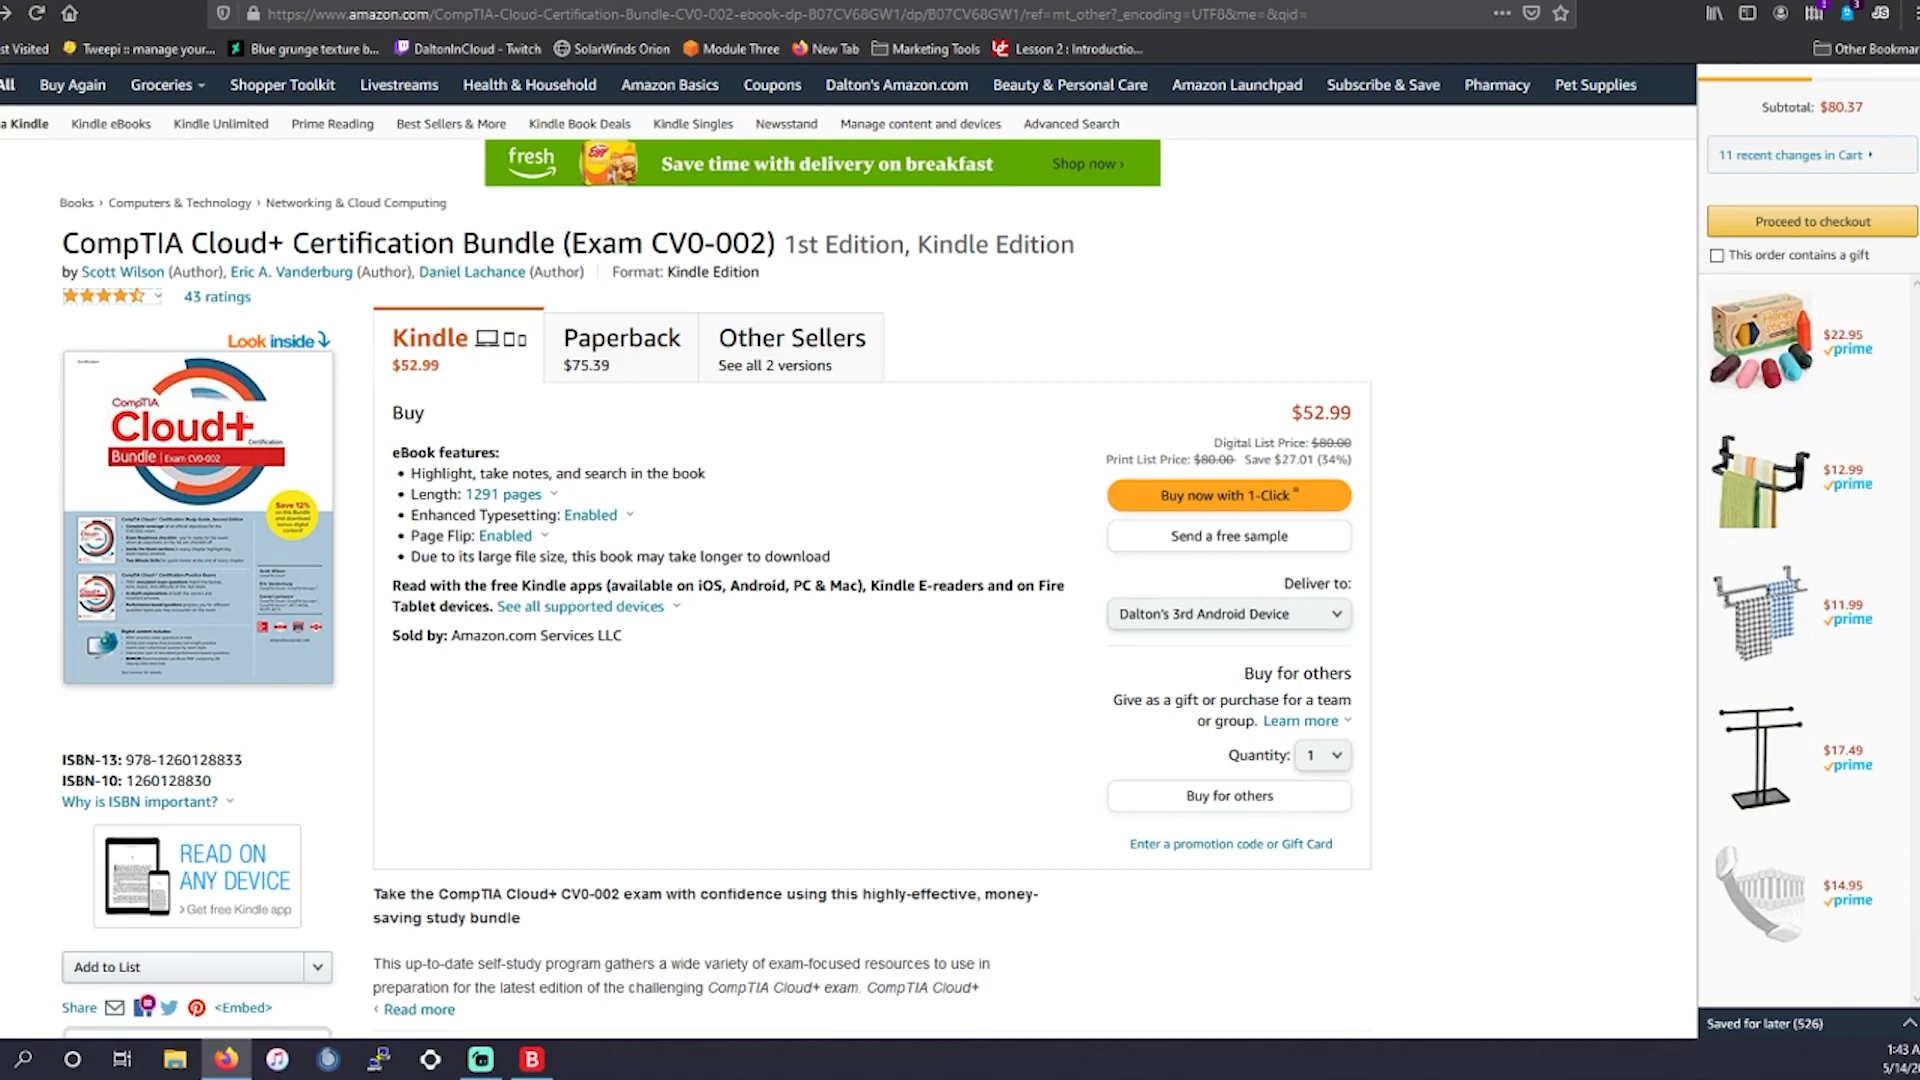 https://www.amazon.com/CompTIA-Cloud-Certification-Bundle-CV0-002-ebook-dp-B07CV68GW1/dp/B07CV68GW1/ref=mt_other?_encoding=UTF8&me=&qid=
st Visited Tweepi :: manage your... Blue grunge texture b... DaltonInCloud - Twitch SolarWinds Orion Module Three New Tab Marketing Tools Lesson 2 : Introductio... Other Bookmar
All Buy Again Groceries Shopper Toolkit Livestreams Health & Household Amazon Basics Coupons Dalton's Amazon.com Beauty & Personal Care Amazon Launchpad Subscribe & Save Pharmacy Pet Supplies
a Kindle Kindle eBooks Kindle Unlimited Prime Reading Best Sellers & More Kindle Book Deals Kindle Singles Newsstand Manage content and devices Advanced Search
fresh Save time with delivery on breakfast Shop now ›
Books › Computers & Technology › Networking & Cloud Computing
CompTIA Cloud+ Certification Bundle (Exam CV0-002) 1st Edition, Kindle Edition
by Scott Wilson (Author), Eric A. Vanderburg (Author), Daniel Lachance (Author) Format: Kindle Edition
43 ratings
Look inside
CompTIA
Cloud+
Certification
Bundle | Exam CV0-002
Save 12%
Kindle
$52.99
Paperback
$75.39
Other Sellers
See all 2 versions
Buy
$52.99
Digital List Price: $80.00
Print List Price: $80.00 Save $27.01 (34%)
eBook features:
• Highlight, take notes, and search in the book
• Length: 1291 pages
• Enhanced Typesetting: Enabled
• Page Flip: Enabled
• Due to its large file size, this book may take longer to download
Read with the free Kindle apps (available on iOS, Android, PC & Mac), Kindle E-readers and on Fire
Tablet devices. See all supported devices
Sold by: Amazon.com Services LLC
Buy now with 1-Click ®
Send a free sample
Deliver to:
Dalton's 3rd Android Device
Buy for others
Give as a gift or purchase for a team
or group. Learn more
Quantity: 1
Buy for others
Enter a promotion code or Gift Card
ISBN-13: 978-1260128833
ISBN-10: 1260128830
Why is ISBN important?
READ ON
ANY DEVICE
› Get free Kindle app
Add to List
Share <Embed>
Take the CompTIA Cloud+ CV0-002 exam with confidence using this highly-effective, money-
saving study bundle
This up-to-date self-study program gathers a wide variety of exam-focused resources to use in
preparation for the latest edition of the challenging CompTIA Cloud+ exam. CompTIA Cloud+
‹ Read more
Subtotal: $80.37
11 recent changes in Cart
Proceed to checkout
This order contains a gift
$22.95
prime
$12.99
prime
$11.99
prime
$17.49
prime
$14.95
prime
Saved for later (526)
1:43 A
5/14/20